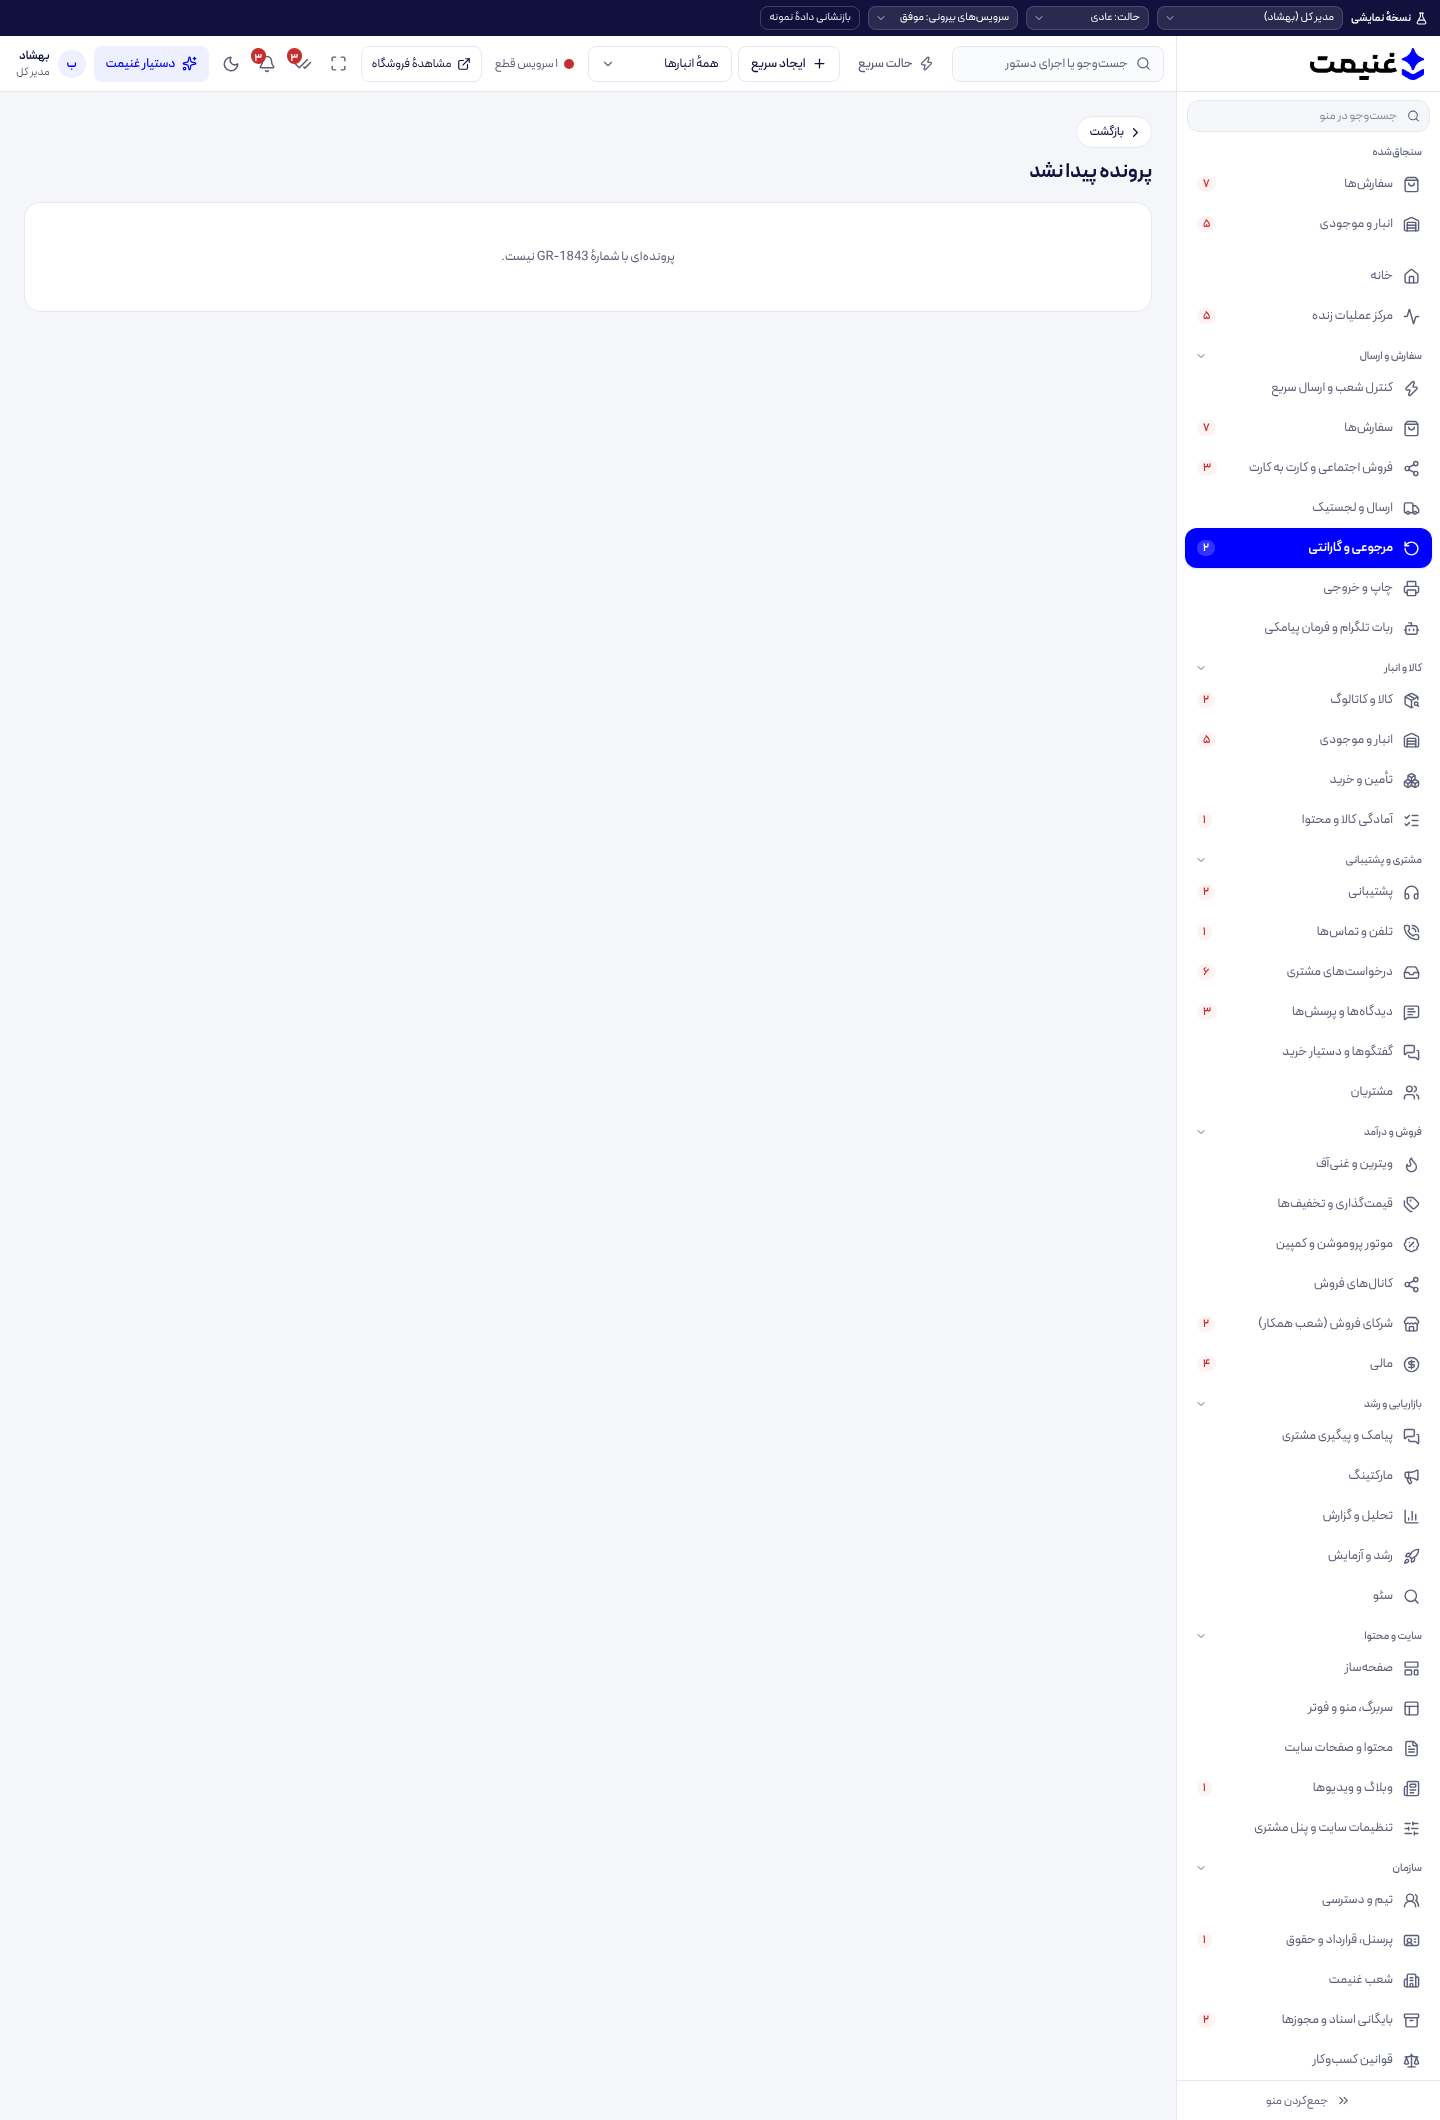 نسخهٔ نمایشی
مدیر کل (بهشاد)
حالت: عادی
سرویس‌های بیرونی: موفق
بازنشانی دادهٔ نمونه
غنیمت
جست‌وجو یا اجرای دستور
حالت سریع
ایجاد سریع
همهٔ انبارها
۱ سرویس قطع
مشاهدهٔ فروشگاه
۳
۳
دستیار غنیمت
ب
بهشاد
مدیر کل
جست‌وجو در منو
سنجاق‌شده
سفارش‌ها ۷
انبار و موجودی ۵
خانه
مرکز عملیات زنده ۵
سفارش و ارسال
کنترل شعب و ارسال سریع
سفارش‌ها ۷
فروش اجتماعی و کارت به کارت ۳
ارسال و لجستیک
مرجوعی و گارانتی ۲
چاپ و خروجی
ربات تلگرام و فرمان پیامکی
کالا و انبار
کالا و کاتالوگ ۲
انبار و موجودی ۵
تأمین و خرید
آمادگی کالا و محتوا ۱
مشتری و پشتیبانی
پشتیبانی ۲
تلفن و تماس‌ها ۱
درخواست‌های مشتری ۶
دیدگاه‌ها و پرسش‌ها ۳
گفتگوها و دستیار خرید
مشتریان
فروش و درآمد
ویترین و غنی‌آف
قیمت‌گذاری و تخفیف‌ها
موتور پروموشن و کمپین
کانال‌های فروش
شرکای فروش (شعب همکار) ۲
مالی ۴
بازاریابی و رشد
پیامک و پیگیری مشتری
مارکتینگ
تحلیل و گزارش
رشد و آزمایش
سئو
سایت و محتوا
صفحه‌ساز
سربرگ، منو و فوتر
محتوا و صفحات سایت
وبلاگ و ویدیوها ۱
تنظیمات سایت و پنل مشتری
سازمان
تیم و دسترسی
پرسنل، قرارداد و حقوق ۱
شعب غنیمت
بایگانی اسناد و مجوزها ۲
قوانین کسب‌وکار
جمع‌کردن منو
بازگشت
پرونده پیدا نشد
پرونده‌ای با شمارهٔ GR-1843 نیست.